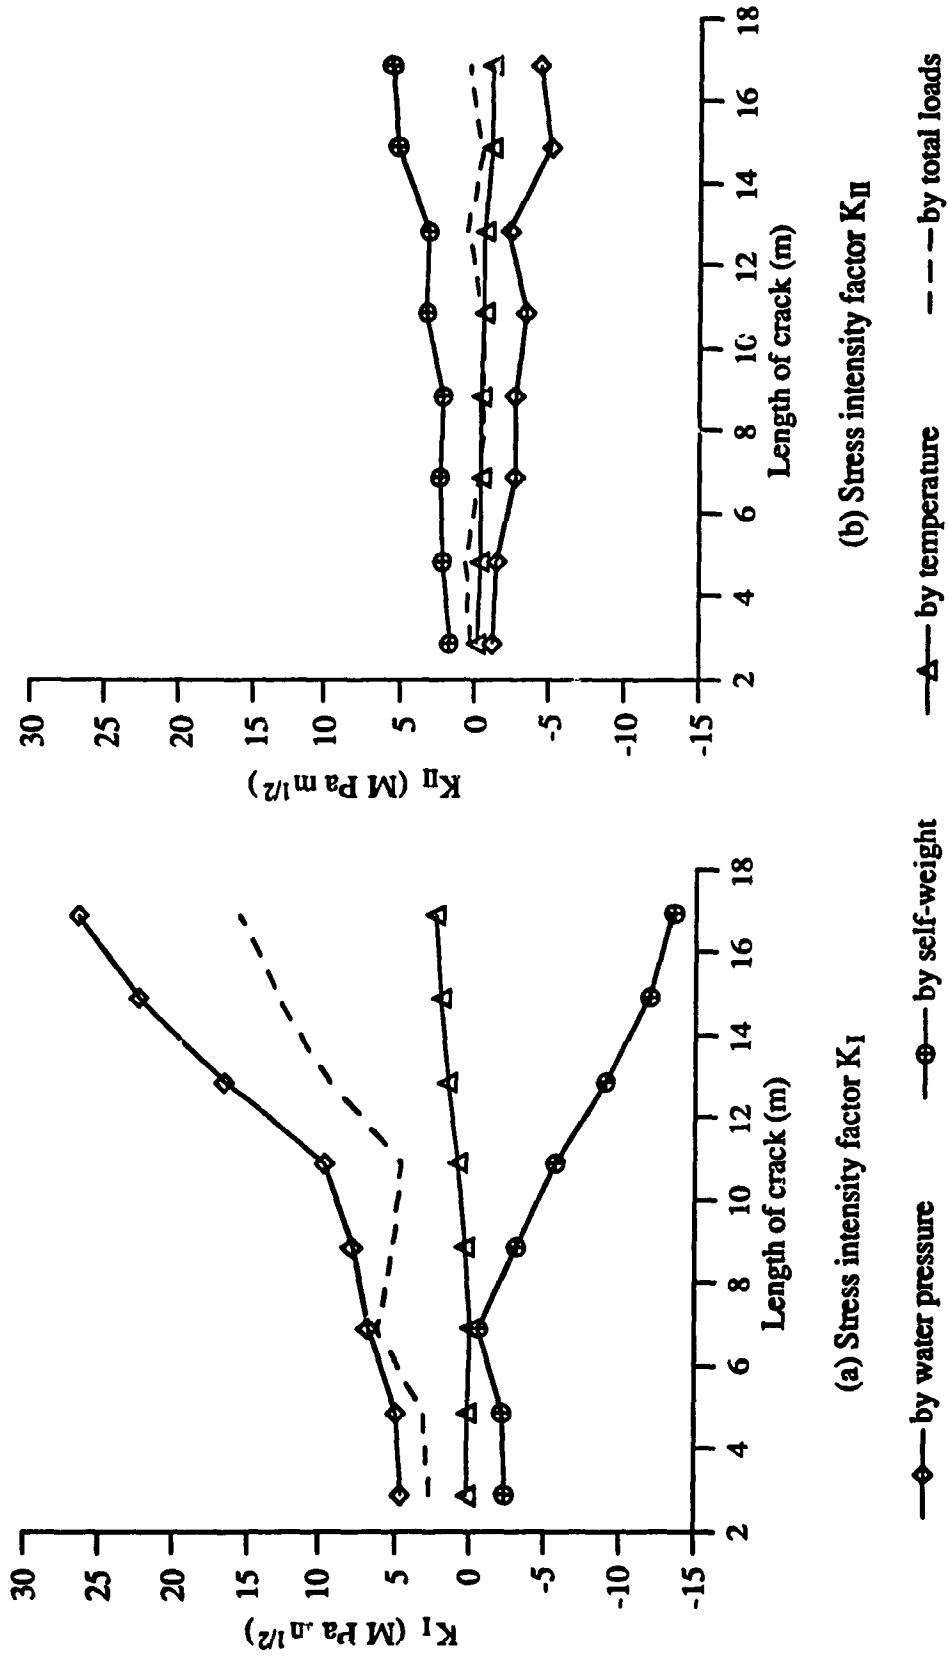 30
25
20
15
10
5
0
-5
-10
-15
K_I (M Pa m^1/2)
2 4 6 8 10 12 14 16 18
Length of crack (m)
(a) Stress intensity factor K_I
30
25
20
15
10
5
0
-5
-10
-15
K_II (M Pa m^1/2)
2 4 6 8 10 12 14 16 18
Length of crack (m)
(b) Stress intensity factor K_II
by water pressure by self-weight by temperature by total loads